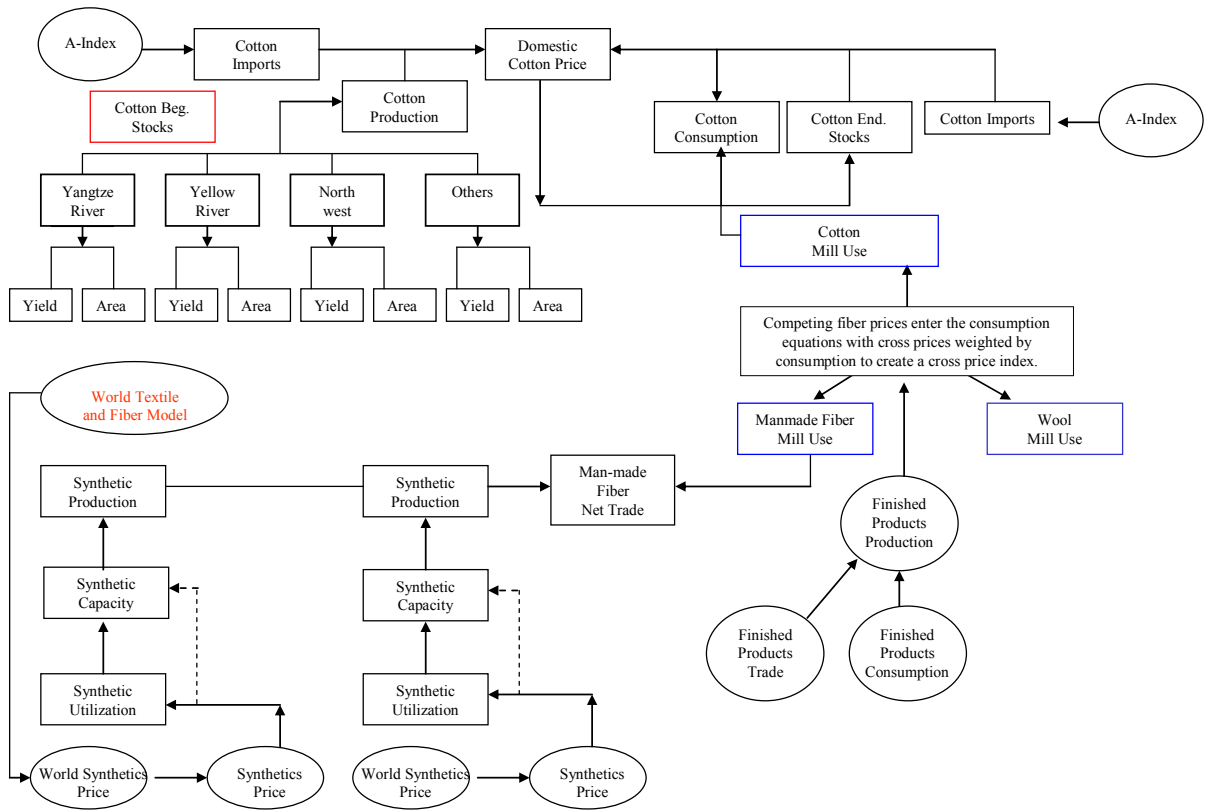 A-Index
Cotton
Imports
Domestic
Cotton Price
Cotton Beg.
Stocks
Cotton
Production
Cotton
Consumption
Cotton End.
Stocks
Cotton Imports
A-Index
Yangtze
River
Yellow
River
North
west
Others
Cotton
Mill Use
Yield
Area
Yield
Area
Yield
Area
Yield
Area
Competing fiber prices enter the consumption
equations with cross prices weighted by
consumption to create a cross price index.
World Textile
and Fiber Model
Manmade Fiber
Mill Use
Wool
Mill Use
Synthetic
Production
Synthetic
Production
Man-made
Fiber
Net Trade
Finished
Products
Production
Synthetic
Capacity
Synthetic
Capacity
Finished
Products
Trade
Finished
Products
Consumption
Synthetic
Utilization
Synthetic
Utilization
World Synthetics
Price
Synthetics
Price
World Synthetics
Price
Synthetics
Price